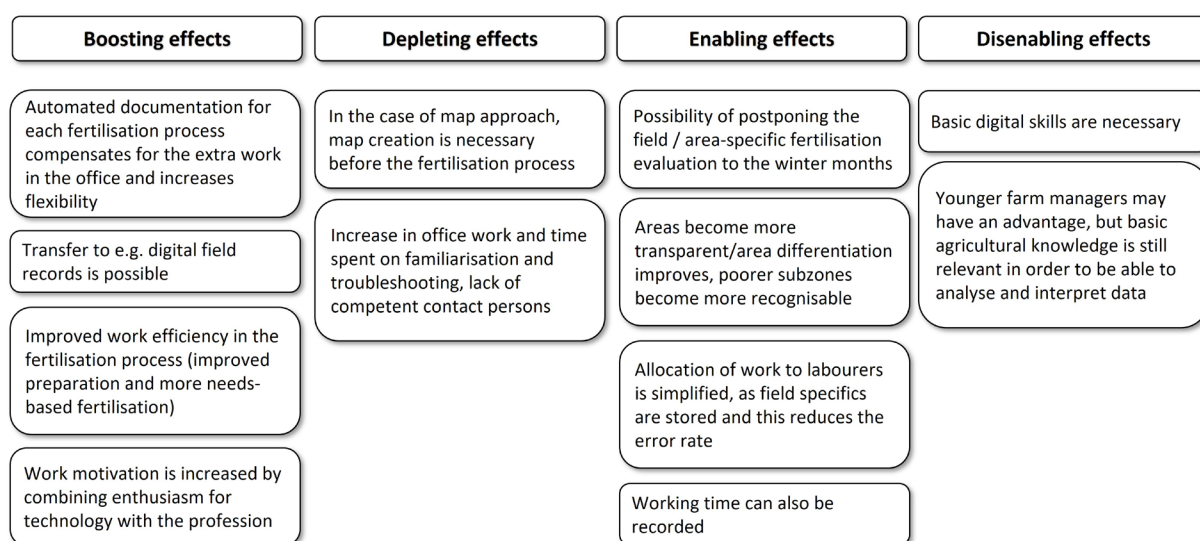 Boosting effects
Automated documentation for
each fertilisation process
compensates for the extra work
in the office and increases
flexibility
Transfer to e.g. digital field
records is possible
Improved work efficiency in the
fertilisation process (improved
preparation and more needs-
based fertilisation)
Work motivation is increased by
combining enthusiasm for
technology with the profession
Depleting effects
In the case of map approach,
map creation is necessary
before the fertilisation process
Increase in office work and time
spent on familiarisation and
troubleshooting, lack of
competent contact persons
Enabling effects
Possibility of postponing the
field / area-specific fertilisation
evaluation to the winter months
Areas become more
transparent/area differentiation
improves, poorer subzones
become more recognisable
Allocation of work to labourers
is simplified, as field specifics
are stored and this reduces the
error rate
Working time can also be
recorded
Disenabling effects
Basic digital skills are necessary
Younger farm managers may
have an advantage, but basic
agricultural knowledge is still
relevant in order to be able to
analyse and interpret data